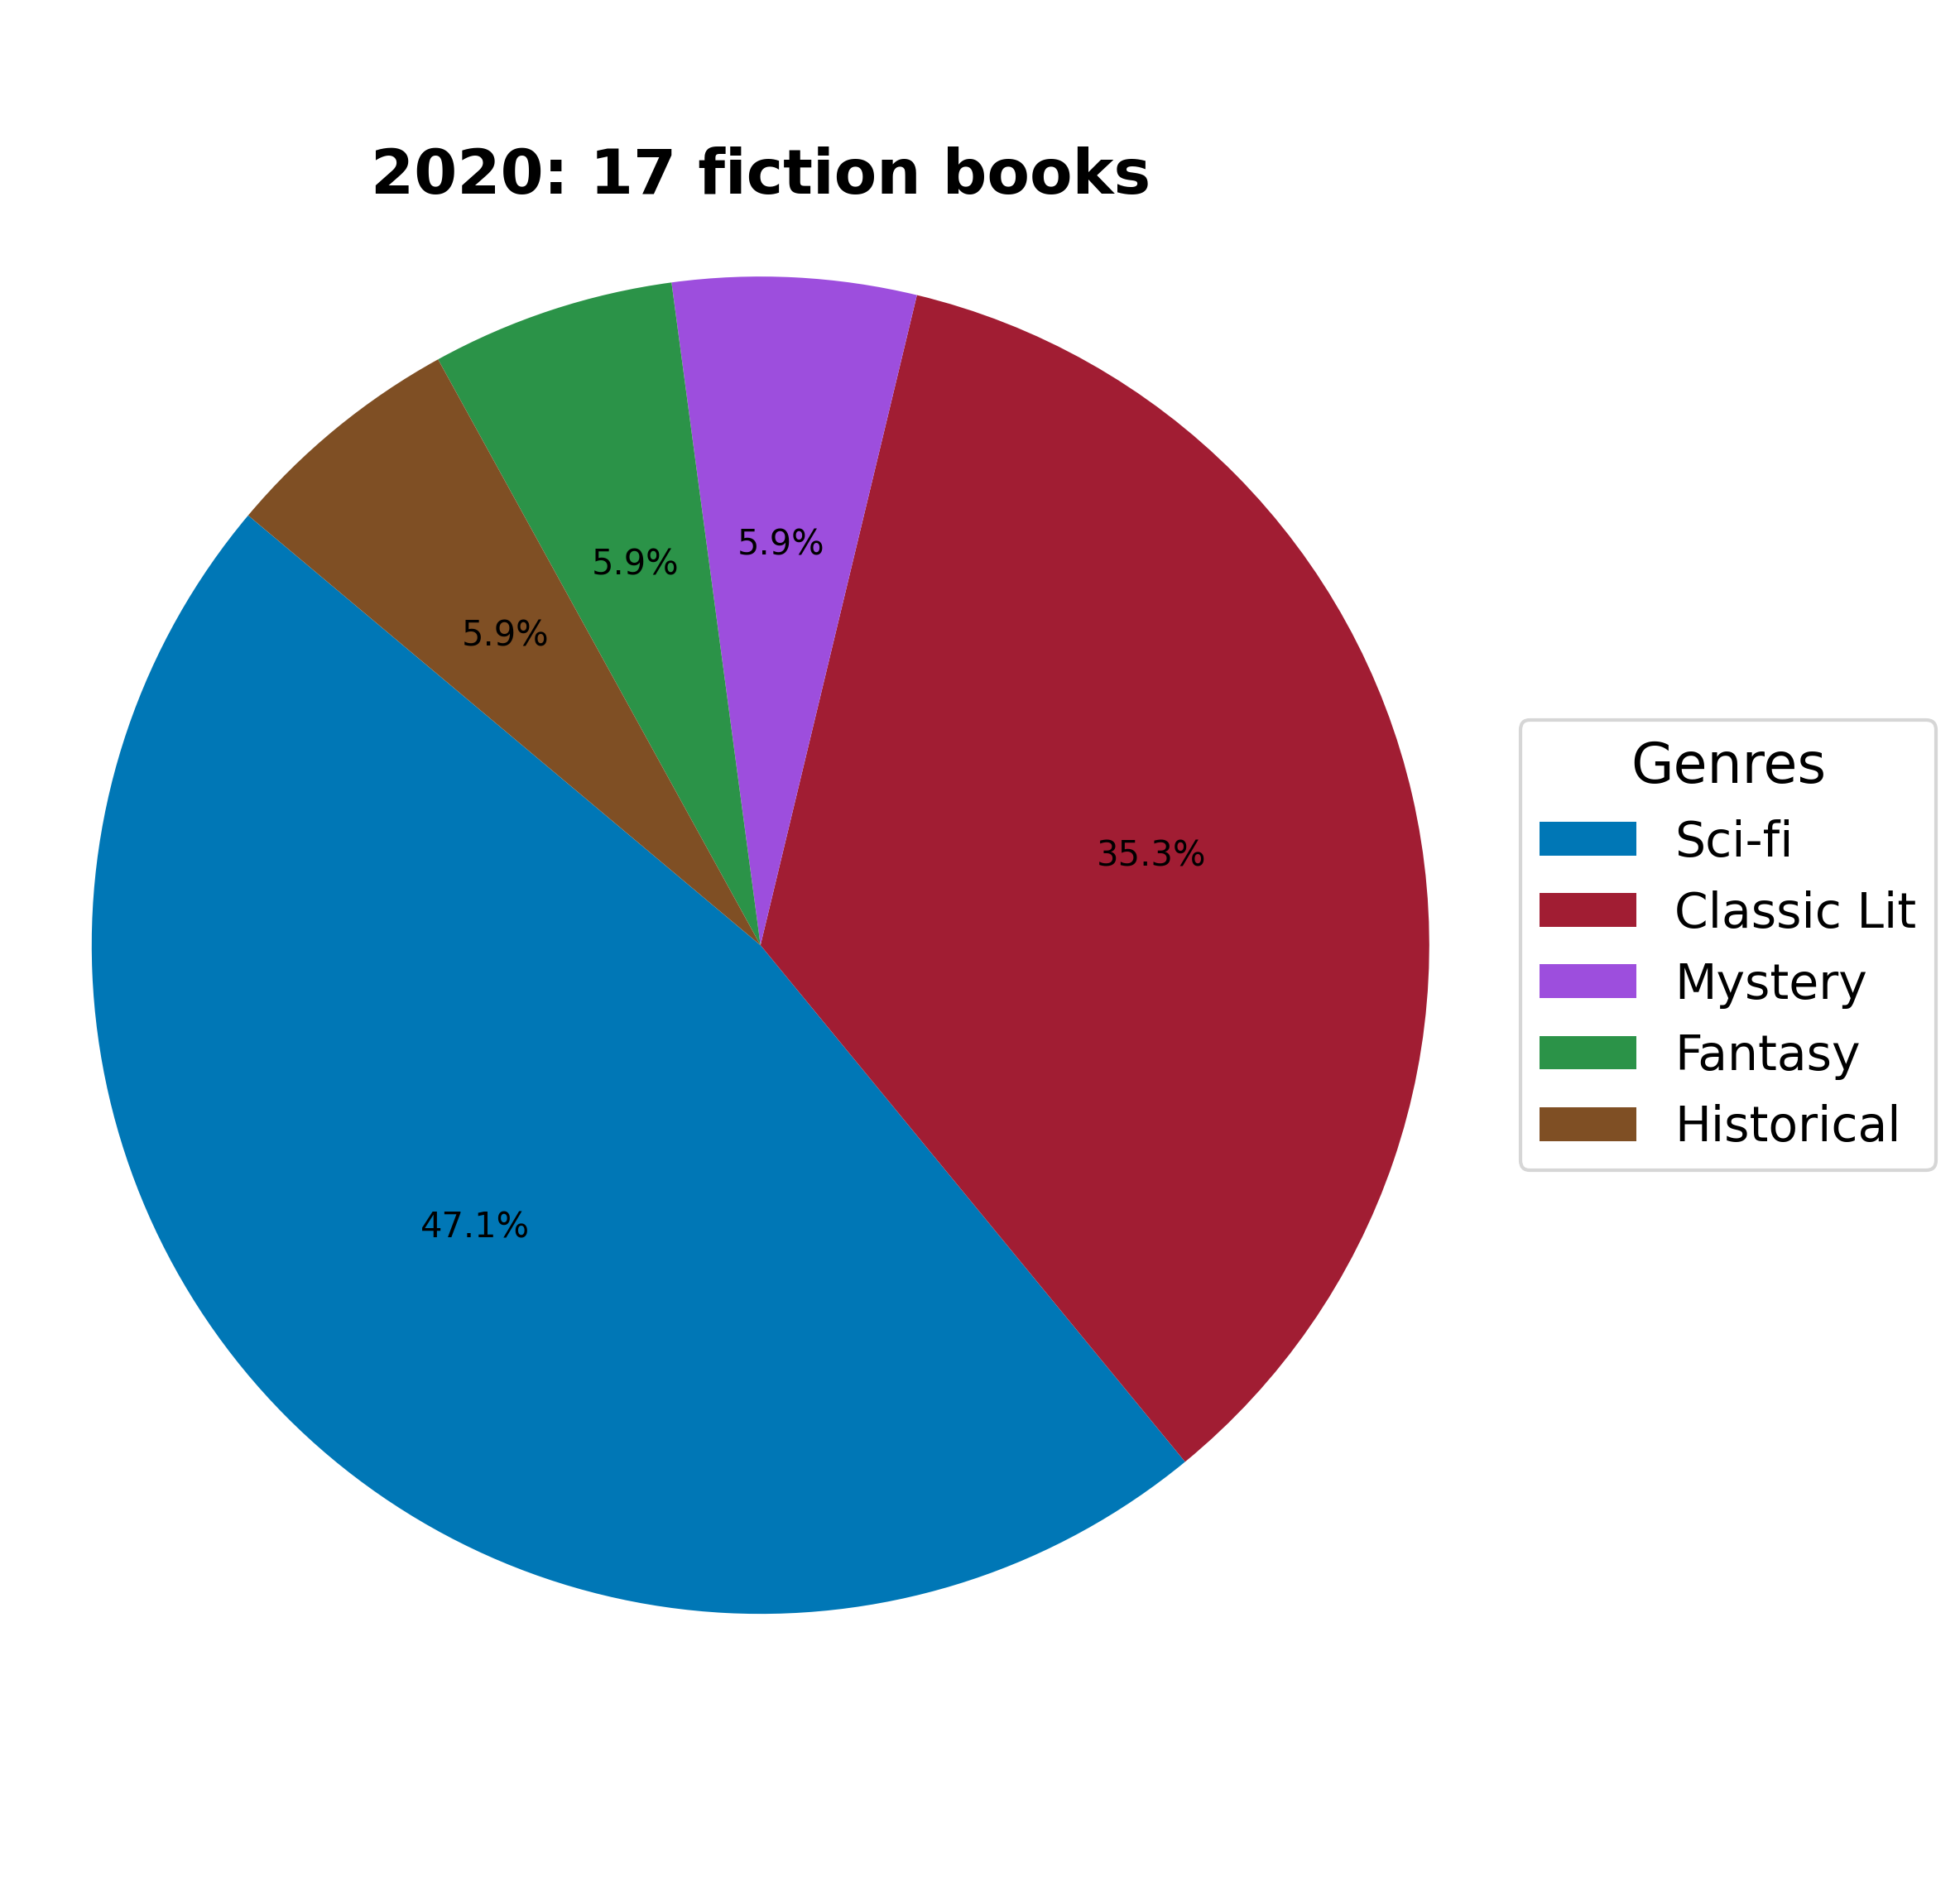 2020: 17 fiction books
5.9%
5.9%
5.9%
35.3%
47.1%
Genres
Sci-fi
Classic Lit
Mystery
Fantasy
Historical